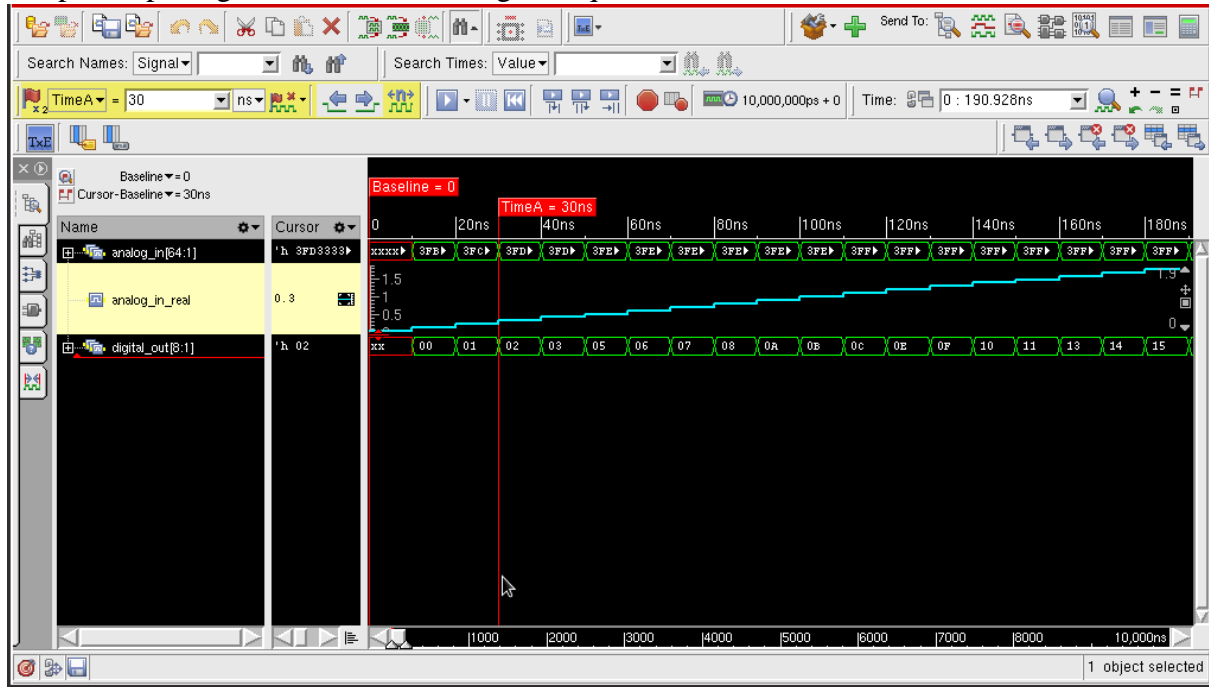 Send To:
Search Names: Signal Search Times: Value
x2 TimeA = 30 ns 10,000,000ps + 0 Time: 0 : 190.928ns
TxE
Baseline = 0
Cursor-Baseline = 30ns
Baseline = 0
TimeA = 30ns
Name Cursor 0 20ns 40ns 60ns 80ns 100ns 120ns 140ns 160ns 180ns
analog_in[64:1] 'h 3FD3333 xxxx 3FB 3FC 3FD 3FD 3FE 3FE 3FE 3FE 3FE 3FE 3FF 3FF 3FF 3FF 3FF 3FF 3FF 3FF
1.5 1.9
analog_in_real 0.3 1
0.5 0
digital_out[8:1] 'h 02 xx 00 01 02 03 05 06 07 08 0A 0B 0C 0E 0F 10 11 13 14 15
1000 2000 3000 4000 5000 6000 7000 8000 10,000ns
1 object selected